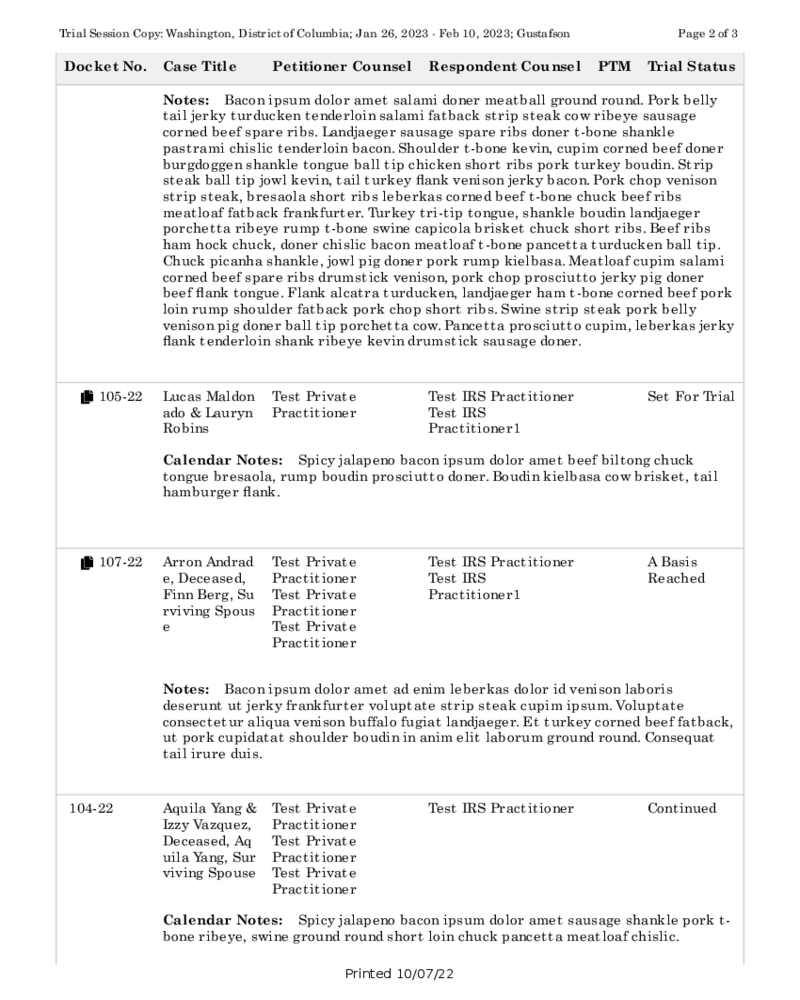 Trial Session Copy: Washington, District of Columbia; Jan 26, 2023 - Feb 10, 2023; Gustafson Page 2 of 3
Docket No. Case Title Petitioner Counsel Respondent Counsel PTM Trial Status
Notes: Bacon ipsum dolor amet salami doner meatball ground round. Pork belly
tail jerky turducken tenderloin salami fatback strip steak cow ribeye sausage
corned beef spare ribs. Landjaeger sausage spare ribs doner t-bone shankle
pastrami chislic tenderloin bacon. Shoulder t-bone kevin, cupim corned beef doner
burgdoggen shankle tongue ball tip chicken short ribs pork turkey boudin. Strip
steak ball tip jowl kevin, tail turkey flank venison jerky bacon. Pork chop venison
strip steak, bresaola short ribs leberkas corned beef t-bone chuck beef ribs
meatloaf fatback frankfurter. Turkey tri-tip tongue, shankle boudin landjaeger
porchetta ribeye rump t-bone swine capicola brisket chuck short ribs. Beef ribs
ham hock chuck, doner chislic bacon meatloaf t-bone pancetta turducken ball tip.
Chuck picanha shankle, jowl pig doner pork rump kielbasa. Meatloaf cupim salami
corned beef spare ribs drumstick venison, pork chop prosciutto jerky pig doner
beef flank tongue. Flank alcatra turducken, landjaeger ham t-bone corned beef pork
loin rump shoulder fatback pork chop short ribs. Swine strip steak pork belly
venison pig doner ball tip porchetta cow. Pancetta prosciutto cupim, leberkas jerky
flank tenderloin shank ribeye kevin drumstick sausage doner.
105-22 Lucas Maldon Test Private Test IRS Practitioner Set For Trial
ado & Lauryn Practitioner Test IRS
Robins Practitioner1
Calendar Notes: Spicy jalapeno bacon ipsum dolor amet beef biltong chuck
tongue bresaola, rump boudin prosciutto doner. Boudin kielbasa cow brisket, tail
hamburger flank.
107-22 Arron Andrad Test Private Test IRS Practitioner A Basis
e, Deceased, Practitioner Test IRS Reached
Finn Berg, Su Test Private Practitioner1
rviving Spous Practitioner
e Test Private
Practitioner
Notes: Bacon ipsum dolor amet ad enim leberkas dolor id venison laboris
deserunt ut jerky frankfurter voluptate strip steak cupim ipsum. Voluptate
consectetur aliqua venison buffalo fugiat landjaeger. Et turkey corned beef fatback,
ut pork cupidatat shoulder boudin in anim elit laborum ground round. Consequat
tail irure duis.
104-22 Aquila Yang & Test Private Test IRS Practitioner Continued
Izzy Vazquez, Practitioner
Deceased, Aq Test Private
uila Yang, Sur Practitioner
viving Spouse Test Private
Practitioner
Calendar Notes: Spicy jalapeno bacon ipsum dolor amet sausage shankle pork t-
bone ribeye, swine ground round short loin chuck pancetta meatloaf chislic.
Printed 10/07/22